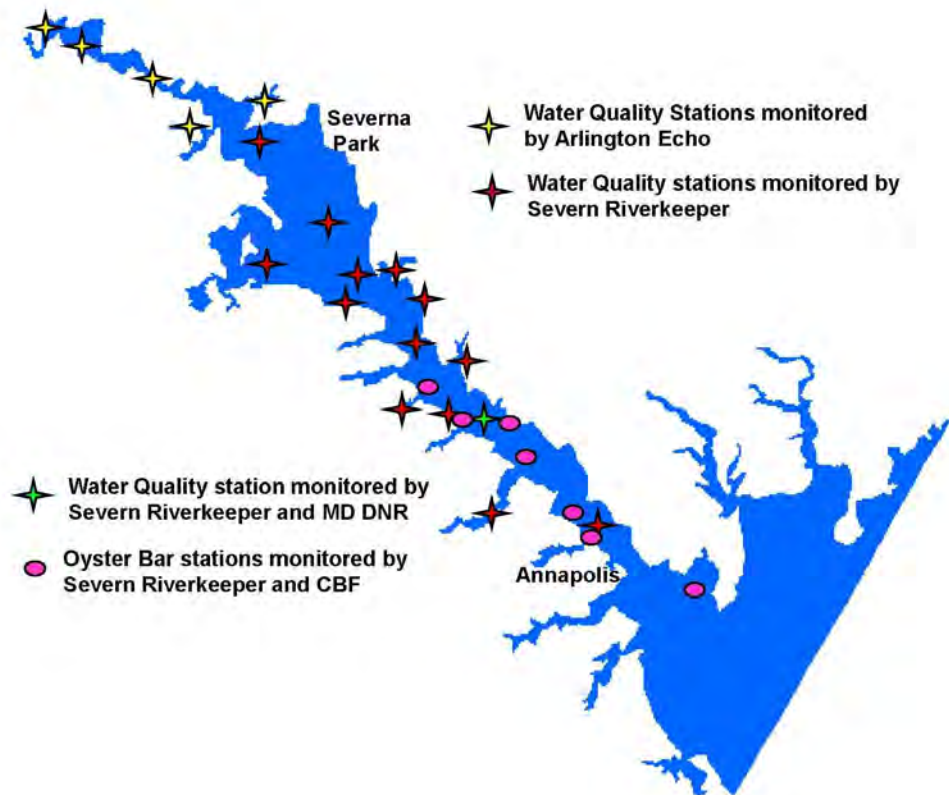 Severna
Park
Water Quality Stations monitored
by Arlington Echo
Water Quality stations monitored by
Severn Riverkeeper
Water Quality station monitored by
Severn Riverkeeper and MD DNR
Oyster Bar stations monitored by
Severn Riverkeeper and CBF
Annapolis